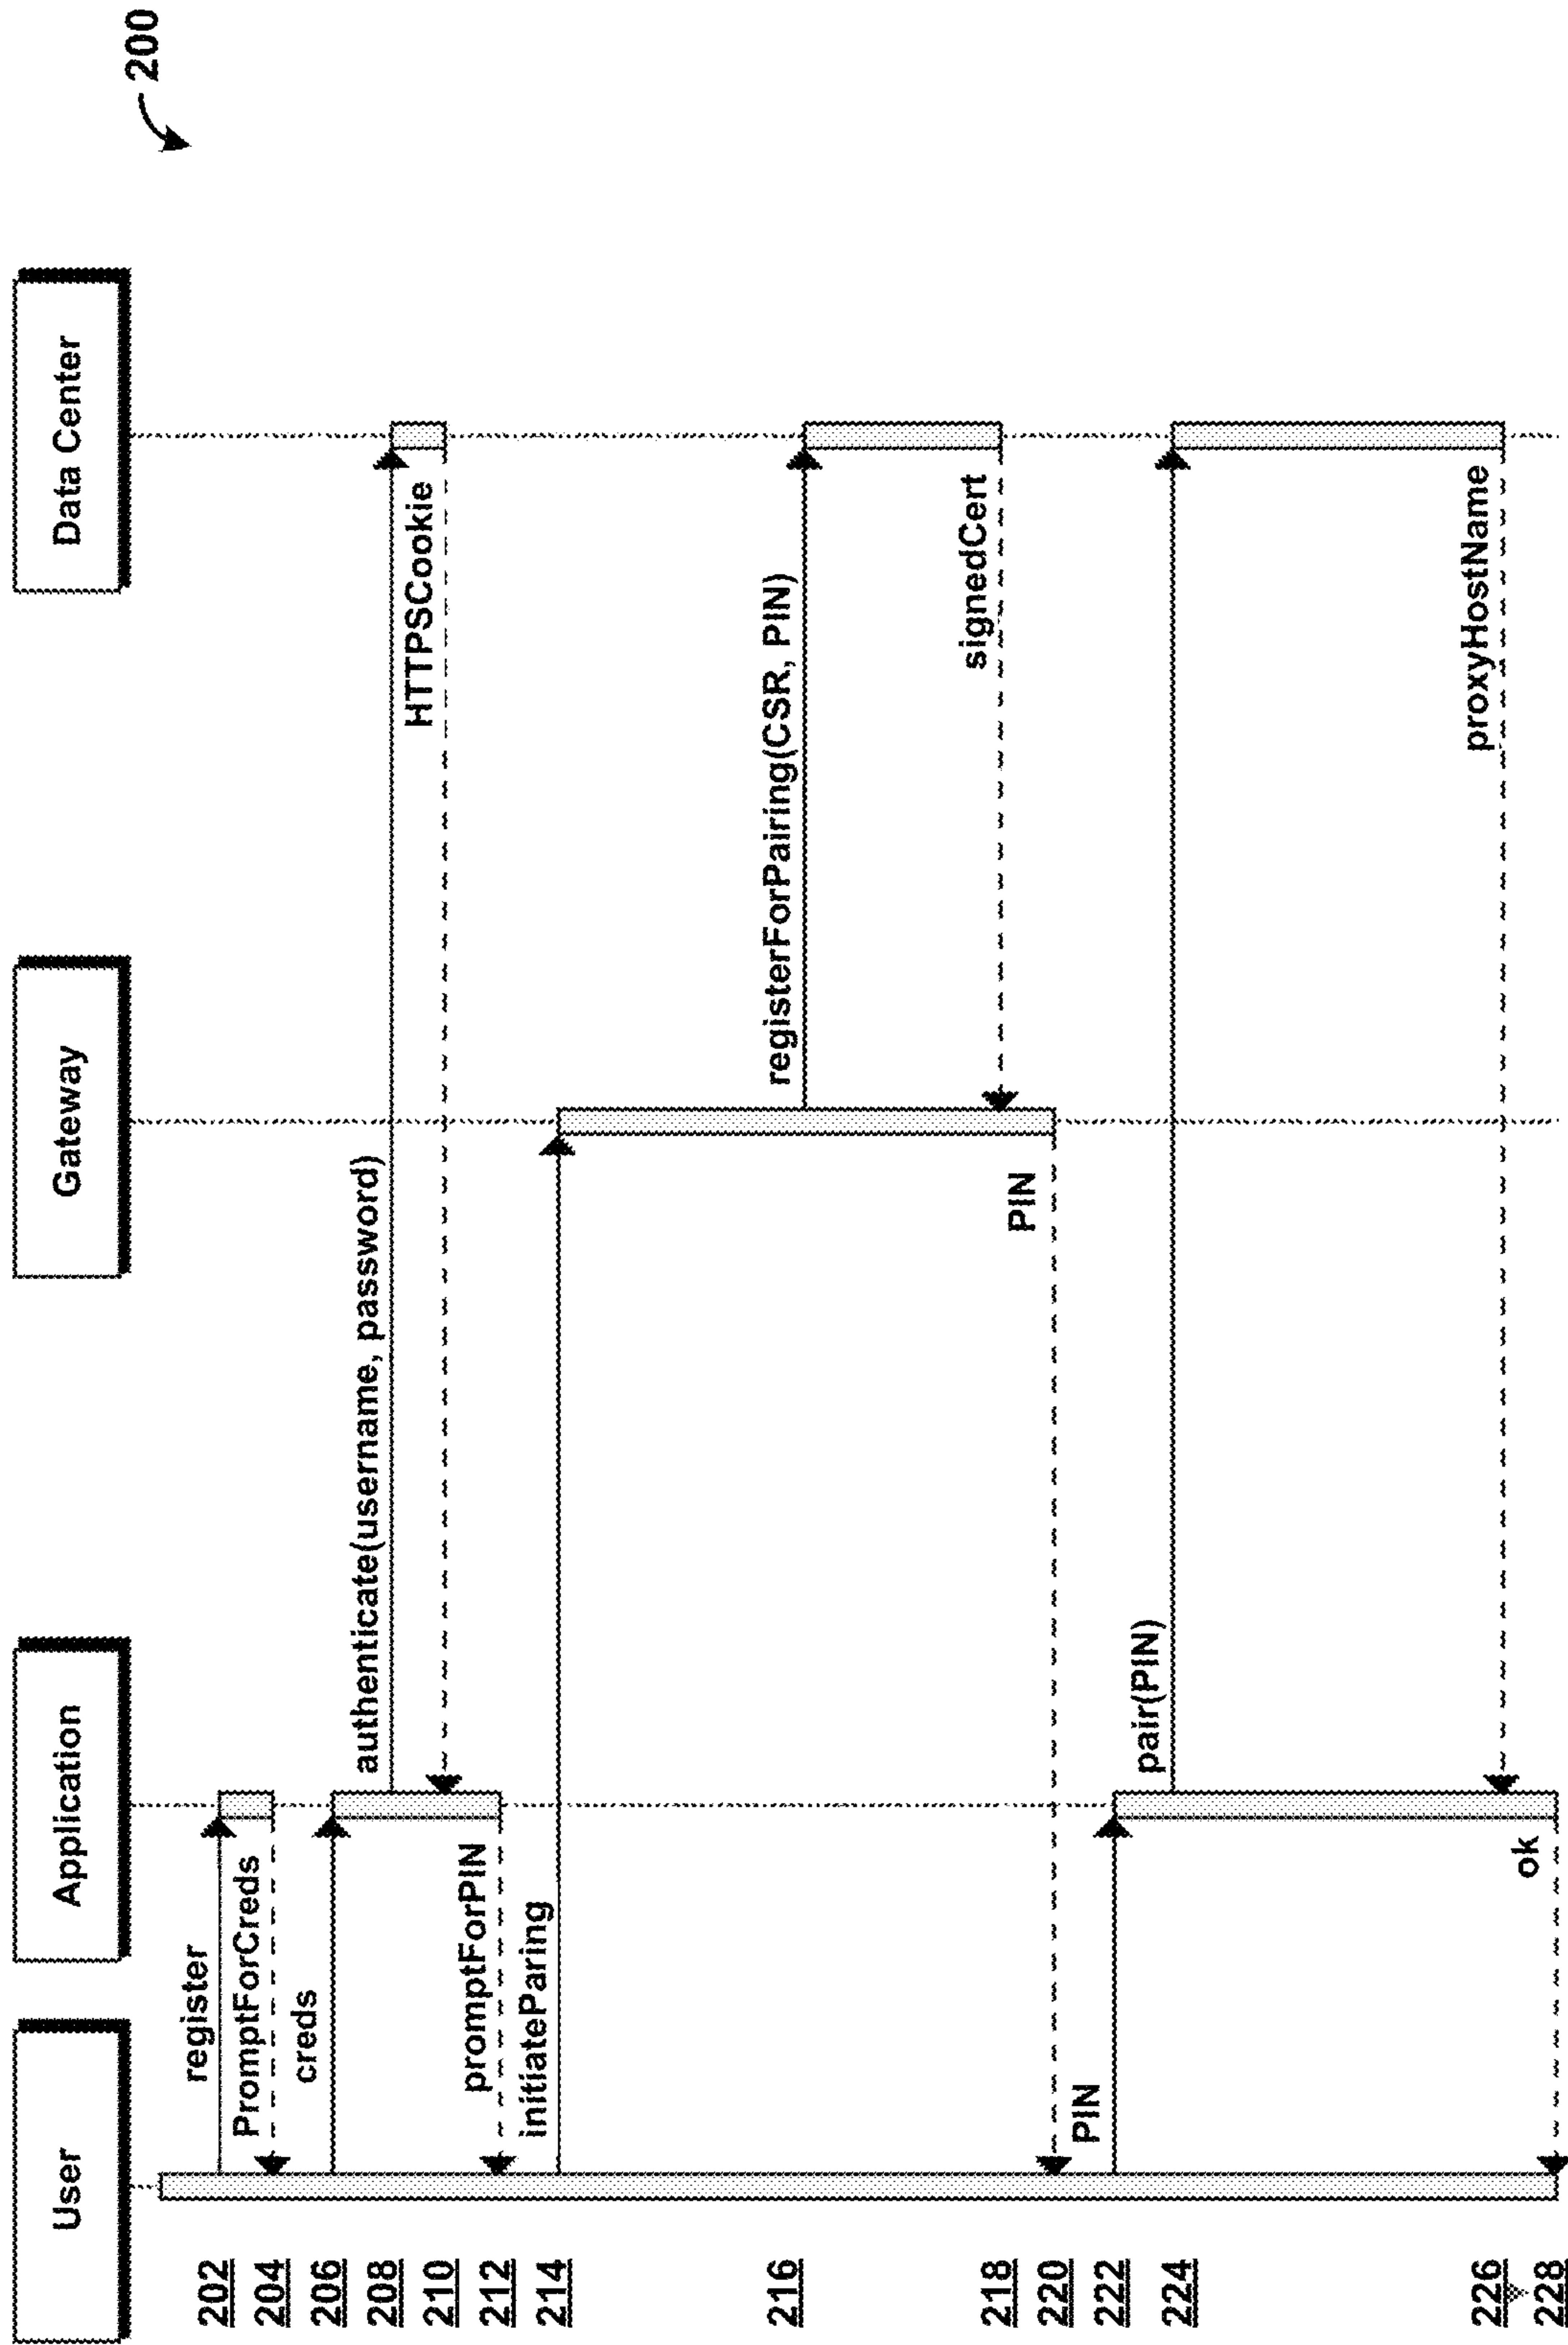 200
User
Application
Gateway
Data Center
202
register
204
PromptForCreds
206
creds
208
authenticate(username, password)
210
HTTPSCookie
212
promptForPIN
214
initiateParing
216
registerForPairing(CSR, PIN)
218
signedCert
220
PIN
222
PIN
224
pair(PIN)
226
proxyHostName
228
ok